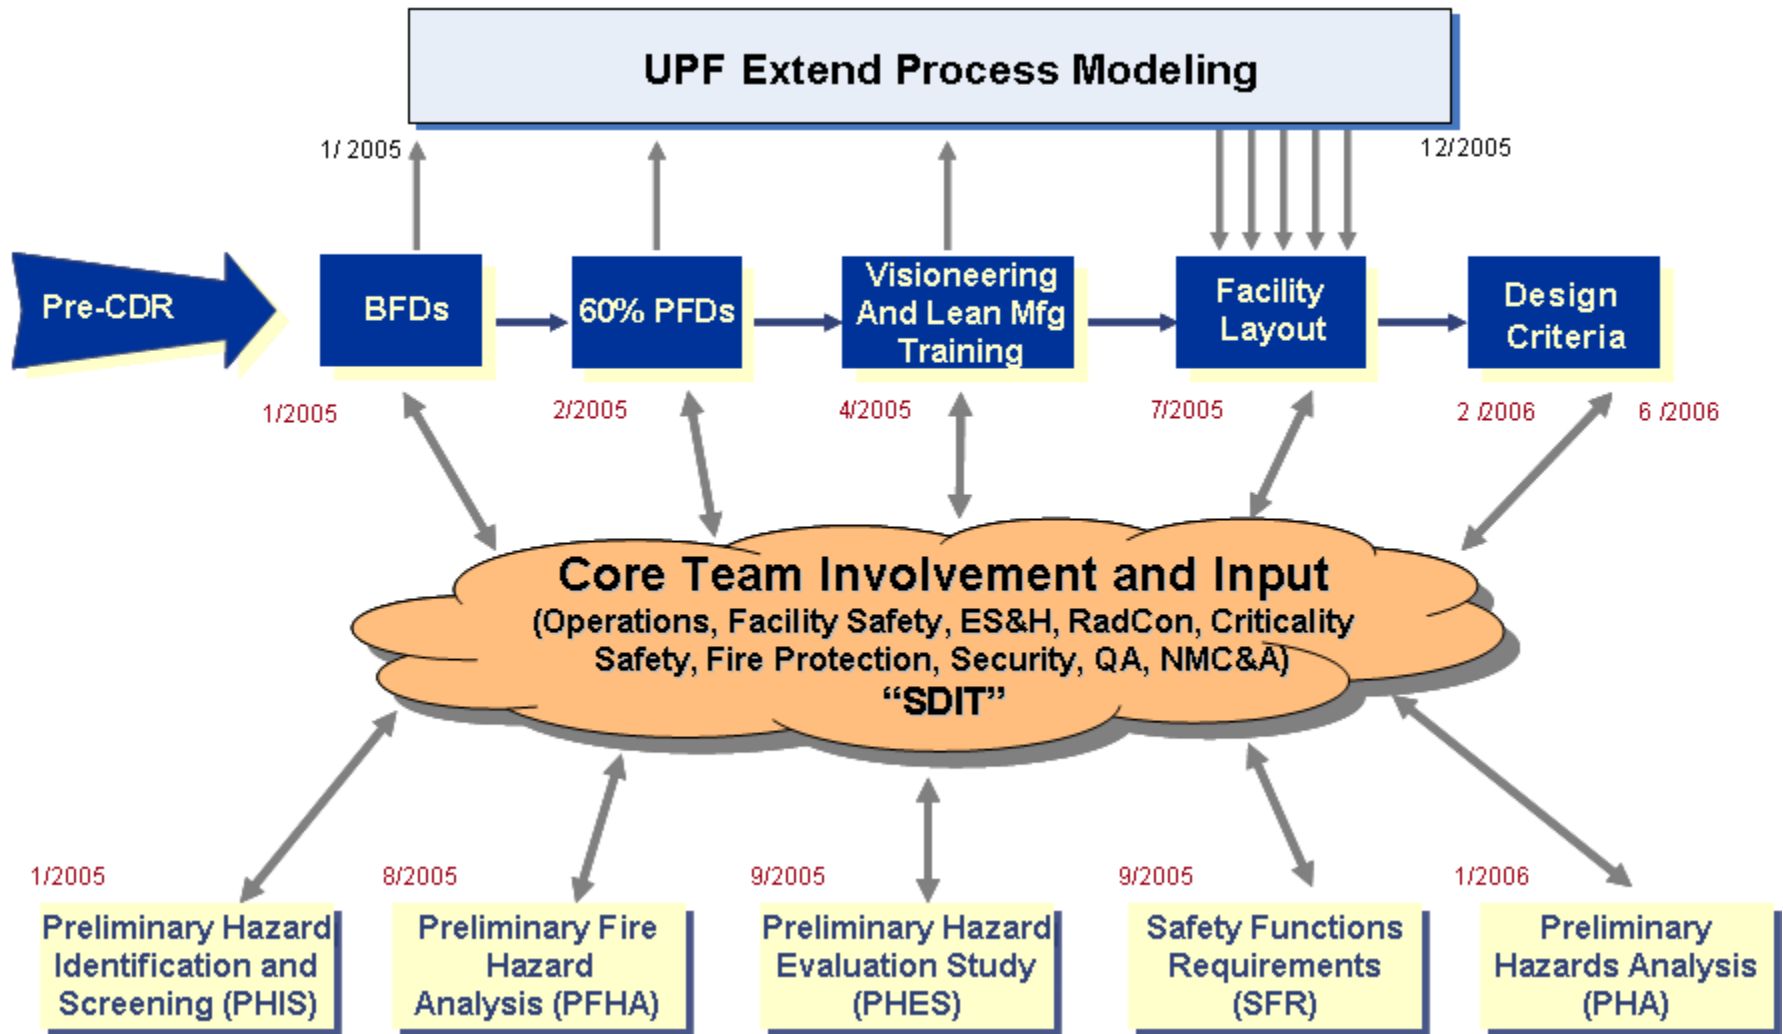 UPF Extend Process Modeling
1/ 2005
12/2005
Pre-CDR
BFDs
60% PFDs
Visioneering
And Lean Mfg
Training
Facility
Layout
Design
Criteria
1/2005
2/2005
4/2005
7/2005
2 /2006
6 /2006
Core Team Involvement and Input
(Operations, Facility Safety, ES&H, RadCon, Criticality
Safety, Fire Protection, Security, QA, NMC&A)
“SDIT”
1/2005
8/2005
9/2005
9/2005
1/2006
Preliminary Hazard
Identification and
Screening (PHIS)
Preliminary Fire
Hazard
Analysis (PFHA)
Preliminary Hazard
Evaluation Study
(PHES)
Safety Functions
Requirements
(SFR)
Preliminary
Hazards Analysis
(PHA)